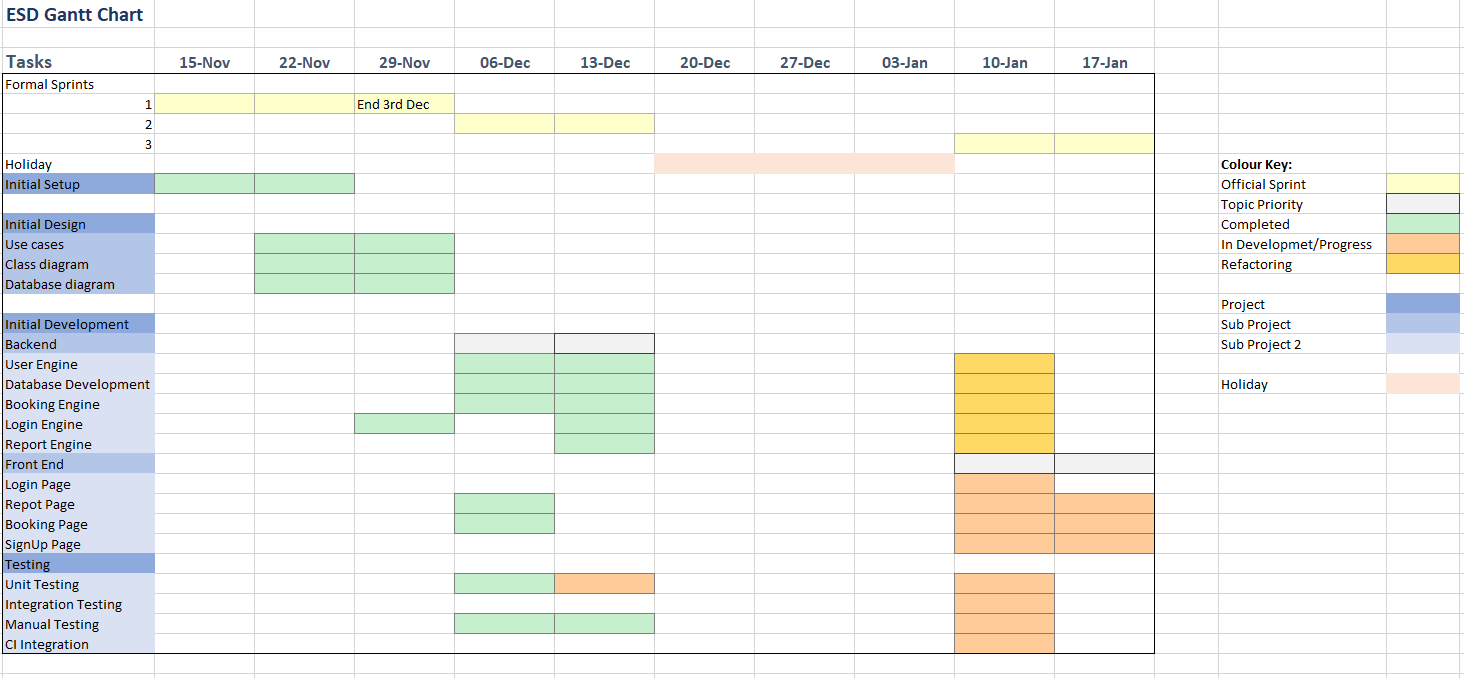 ESD Gantt Chart
Tasks 15-Nov 22-Nov 29-Nov 06-Dec 13-Dec 20-Dec 27-Dec 03-Jan 10-Jan 17-Jan
Formal Sprints
1 End 3rd Dec
2
3
Holiday Colour Key:
Initial Setup Official Sprint
Topic Priority
Initial Design Completed
Use cases In Developmet/Progress
Class diagram Refactoring
Database diagram
Project
Initial Development Sub Project
Backend Sub Project 2
User Engine
Database Development Holiday
Booking Engine
Login Engine
Report Engine
Front End
Login Page
Repot Page
Booking Page
SignUp Page
Testing
Unit Testing
Integration Testing
Manual Testing
CI Integration